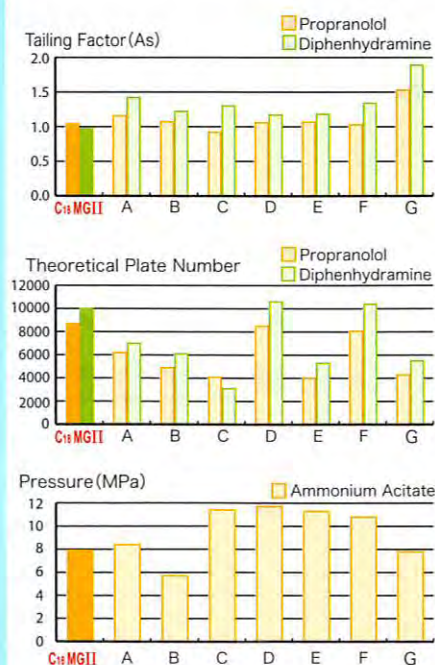 Tailing Factor(As)
Propranolol
Diphenhydramine
2.0
1.5
1.0
0.5
0.0
C18 MGII A B C D E F G
Theoretical Plate Number
Propranolol
Diphenhydramine
12000
10000
8000
6000
4000
2000
0
C18 MGII A B C D E F G
Pressure(MPa)
Ammonium Acitate
12
10
8
6
4
2
0
C18 MGII A B C D E F G